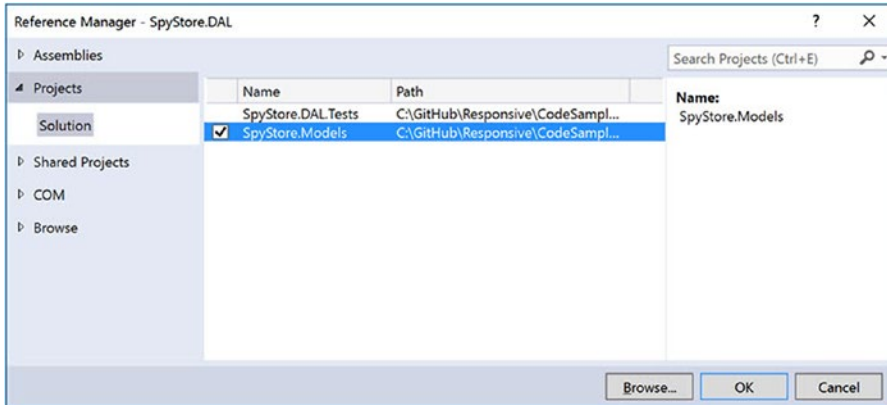 Reference Manager - SpyStore.DAL
? ×
Assemblies
Search Projects (Ctrl+E)
Projects
Solution
Shared Projects
COM
Browse
Name Path
SpyStore.DAL.Tests C:\GitHub\Responsive\CodeSampl...
SpyStore.Models C:\GitHub\Responsive\CodeSampl...
Name:
SpyStore.Models
Browse... OK Cancel